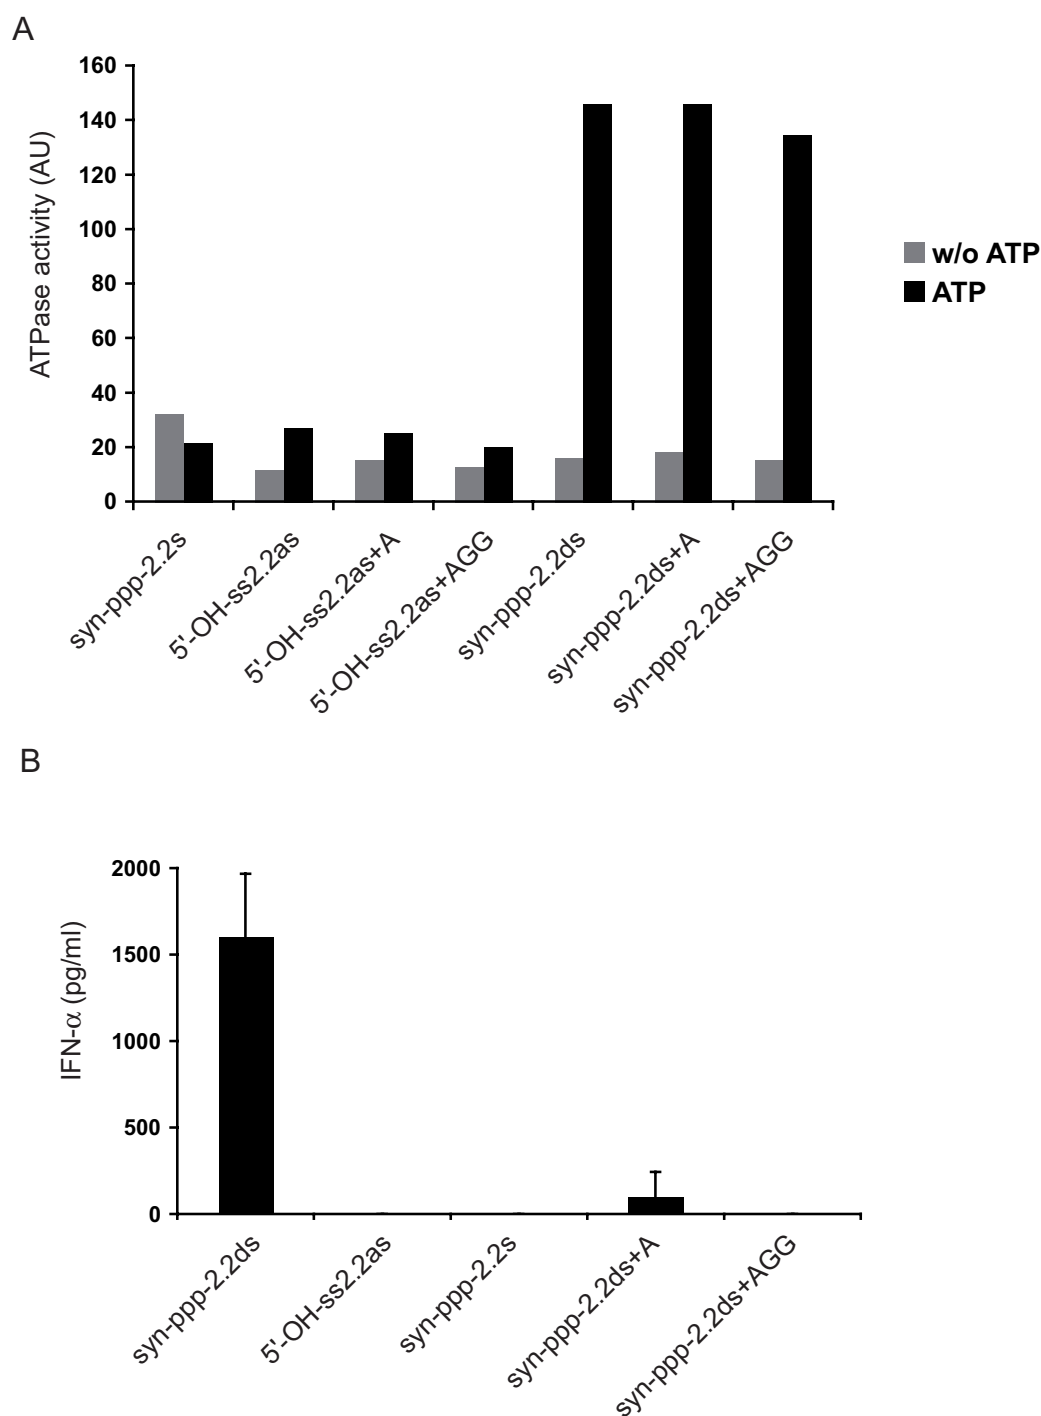 A
160
140
120
100
80
60
40
20
0
ATPase activity (AU)
w/o ATP
ATP
syn-ppp-2.2s
5'-OH-ss2.2as
5'-OH-ss2.2as+A
5'-OH-ss2.2as+AGG
syn-ppp-2.2ds
syn-ppp-2.2ds+A
syn-ppp-2.2ds+AGG
B
2000
1500
1000
500
0
IFN-α (pg/ml)
syn-ppp-2.2ds
5'-OH-ss2.2as
syn-ppp-2.2s
syn-ppp-2.2ds+A
syn-ppp-2.2ds+AGG